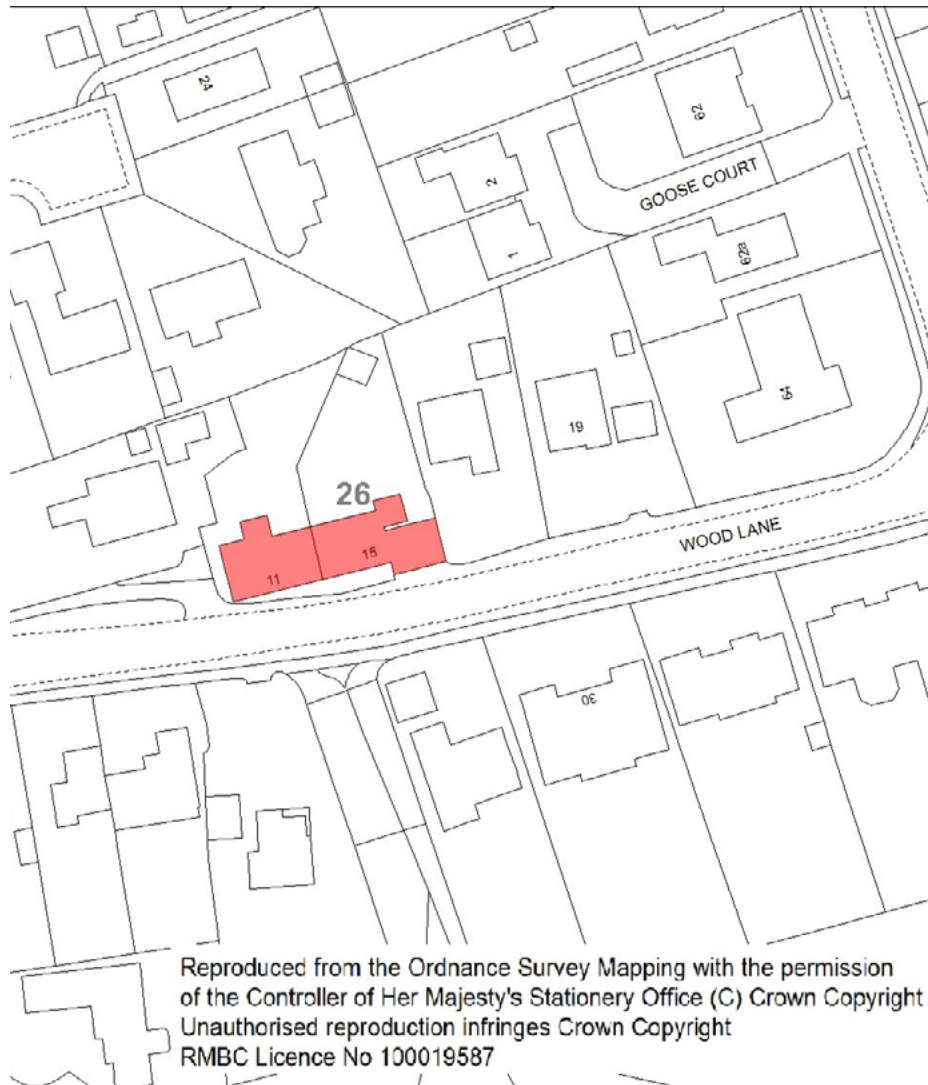 24
62
2
GOOSE COURT
1
62a
64
19
26
WOOD LANE
15
11
30
Reproduced from the Ordnance Survey Mapping with the permission
of the Controller of Her Majesty's Stationery Office (C) Crown Copyright
Unauthorised reproduction infringes Crown Copyright
RMBC Licence No 100019587